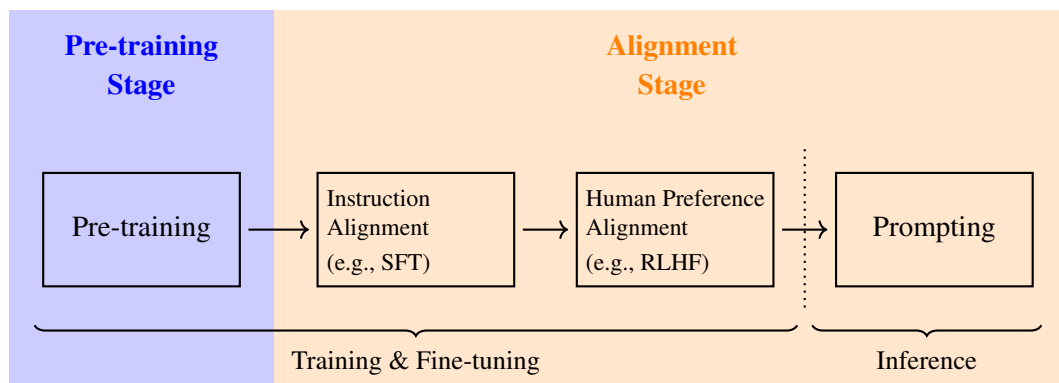 Pre-training
Stage
Alignment
Stage
Pre-training
Instruction
Alignment
(e.g., SFT)
Human Preference
Alignment
(e.g., RLHF)
Prompting
Training & Fine-tuning
Inference